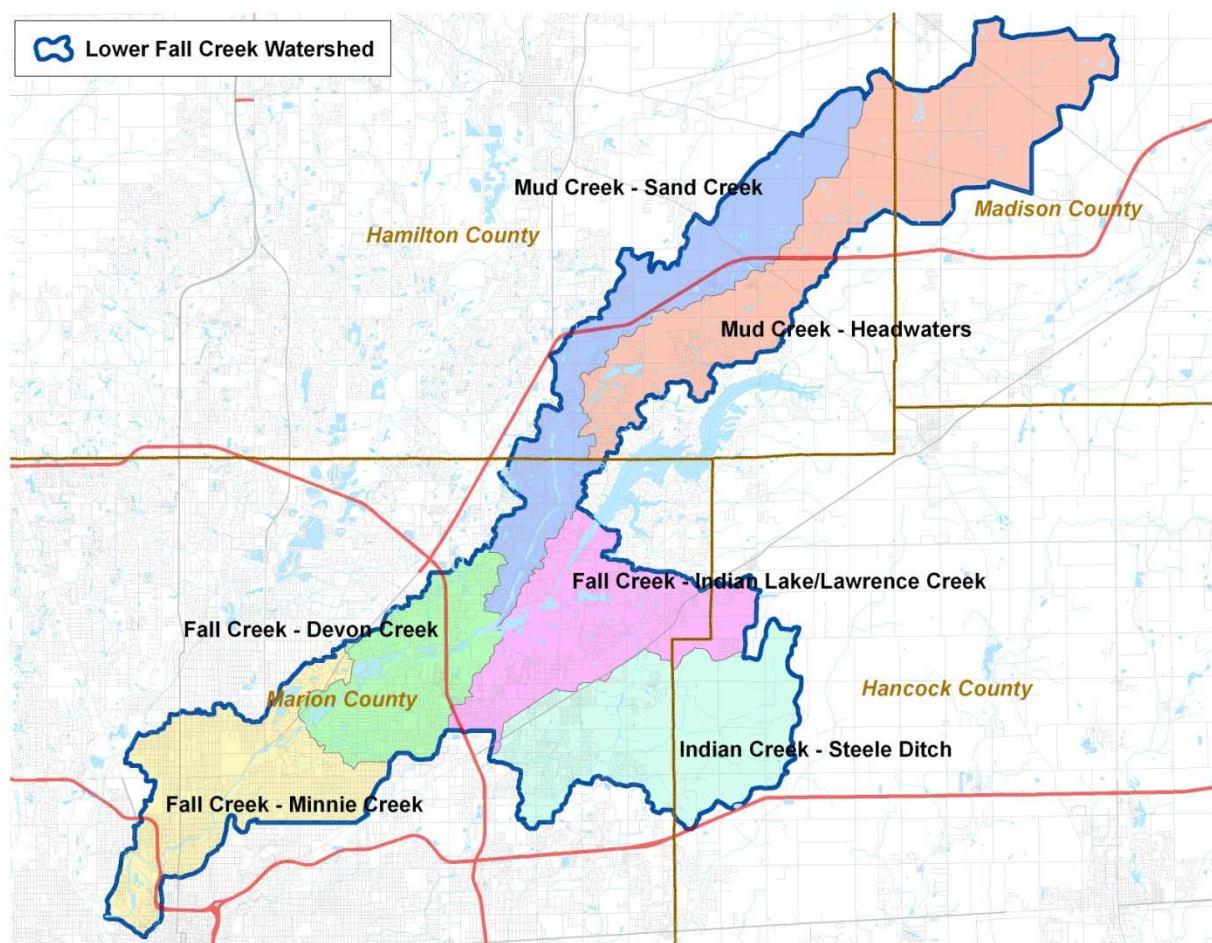 Lower Fall Creek Watershed
Mud Creek - Sand Creek
Madison County
Hamilton County
Mud Creek - Headwaters
Fall Creek - Indian Lake/Lawrence Creek
Fall Creek - Devon Creek
Marion County
Hancock County
Indian Creek - Steele Ditch
Fall Creek - Minnie Creek